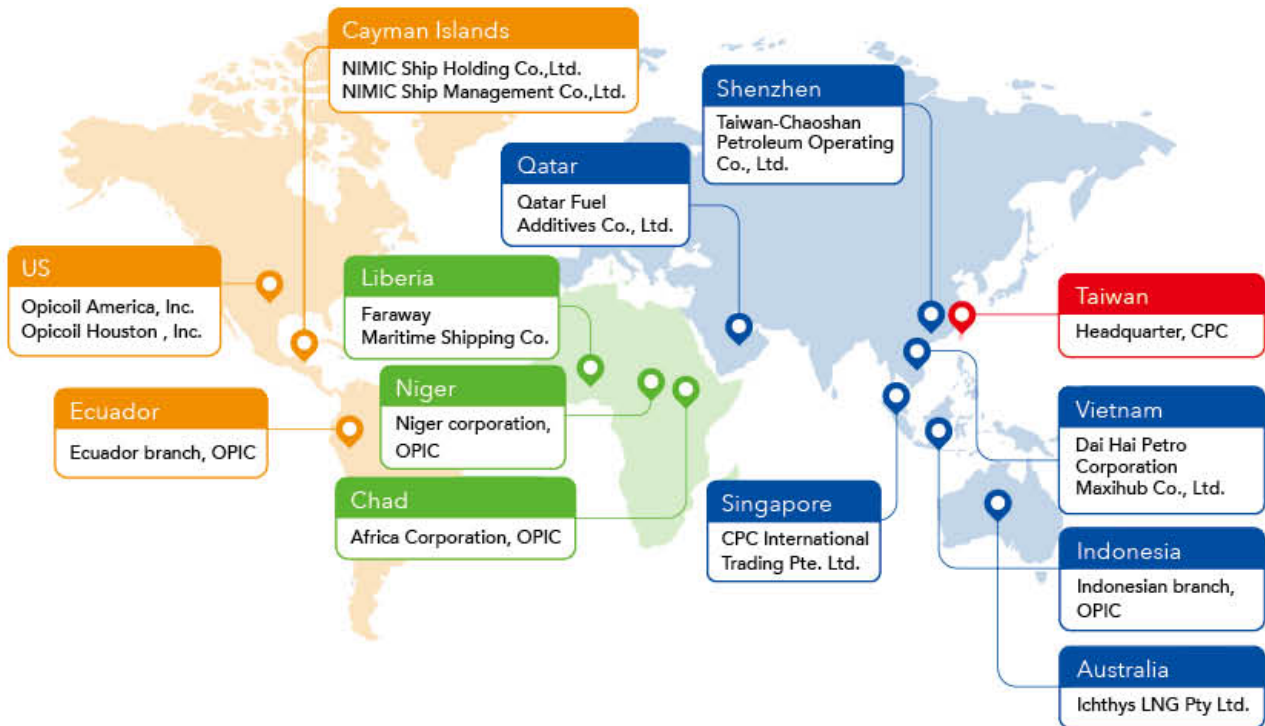 Cayman Islands
NIMIC Ship Holding Co.,Ltd.
NIMIC Ship Management Co.,Ltd.
Shenzhen
Taiwan-Chaoshan
Petroleum Operating
Co., Ltd.
Qatar
Qatar Fuel
Additives Co., Ltd.
US
Opicoil America, Inc.
Opicoil Houston , Inc.
Liberia
Faraway
Maritime Shipping Co.
Taiwan
Headquarter, CPC
Niger
Niger corporation,
OPIC
Ecuador
Ecuador branch, OPIC
Vietnam
Dai Hai Petro
Corporation
Maxihub Co., Ltd.
Chad
Africa Corporation, OPIC
Singapore
CPC International
Trading Pte. Ltd.
Indonesia
Indonesian branch,
OPIC
Australia
Ichthys LNG Pty Ltd.